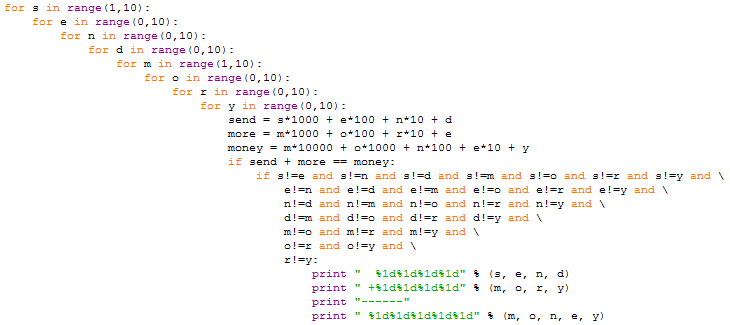 for s in range(1,10):
    for e in range(0,10):
        for n in range(0,10):
            for d in range(0,10):
                for m in range(1,10):
                    for o in range(0,10):
                        for r in range(0,10):
                            for y in range(0,10):
                                send = s*1000 + e*100 + n*10 + d
                                more = m*1000 + o*100 + r*10 + e
                                money = m*10000 + o*1000 + n*100 + e*10 + y
                                if send + more == money:
                                    if s!=e and s!=n and s!=d and s!=m and s!=o and s!=r and s!=y and \
                                        e!=n and e!=d and e!=m and e!=o and e!=r and e!=y and \
                                        n!=d and n!=m and n!=o and n!=r and n!=y and \
                                        d!=m and d!=o and d!=r and d!=y and \
                                        m!=o and m!=r and m!=y and \
                                        o!=r and o!=y and \
                                        r!=y:
                                            print "  %1d%1d%1d%1d" % (s, e, n, d)
                                            print " +%1d%1d%1d%1d" % (m, o, r, y)
                                            print "------"
                                            print " %1d%1d%1d%1d%1d" % (m, o, n, e, y)